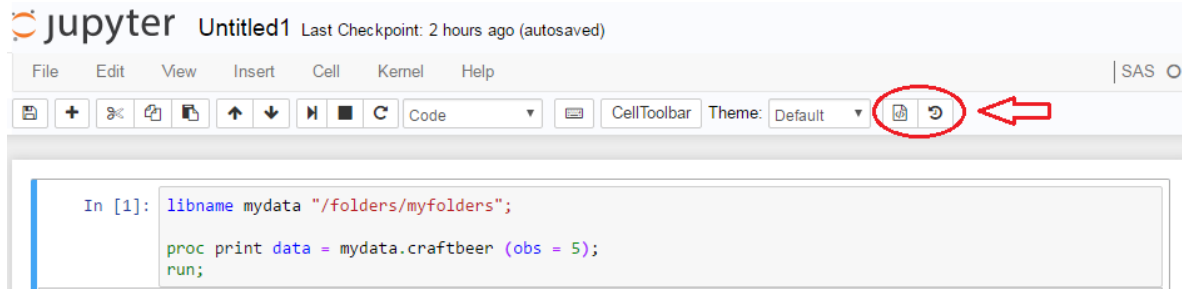 jupyter Untitled1 Last Checkpoint: 2 hours ago (autosaved)
File Edit View Insert Cell Kernel Help SAS
Code CellToolbar Theme: Default
In [1]: libname mydata "/folders/myfolders";
proc print data = mydata.craftbeer (obs = 5);
run;